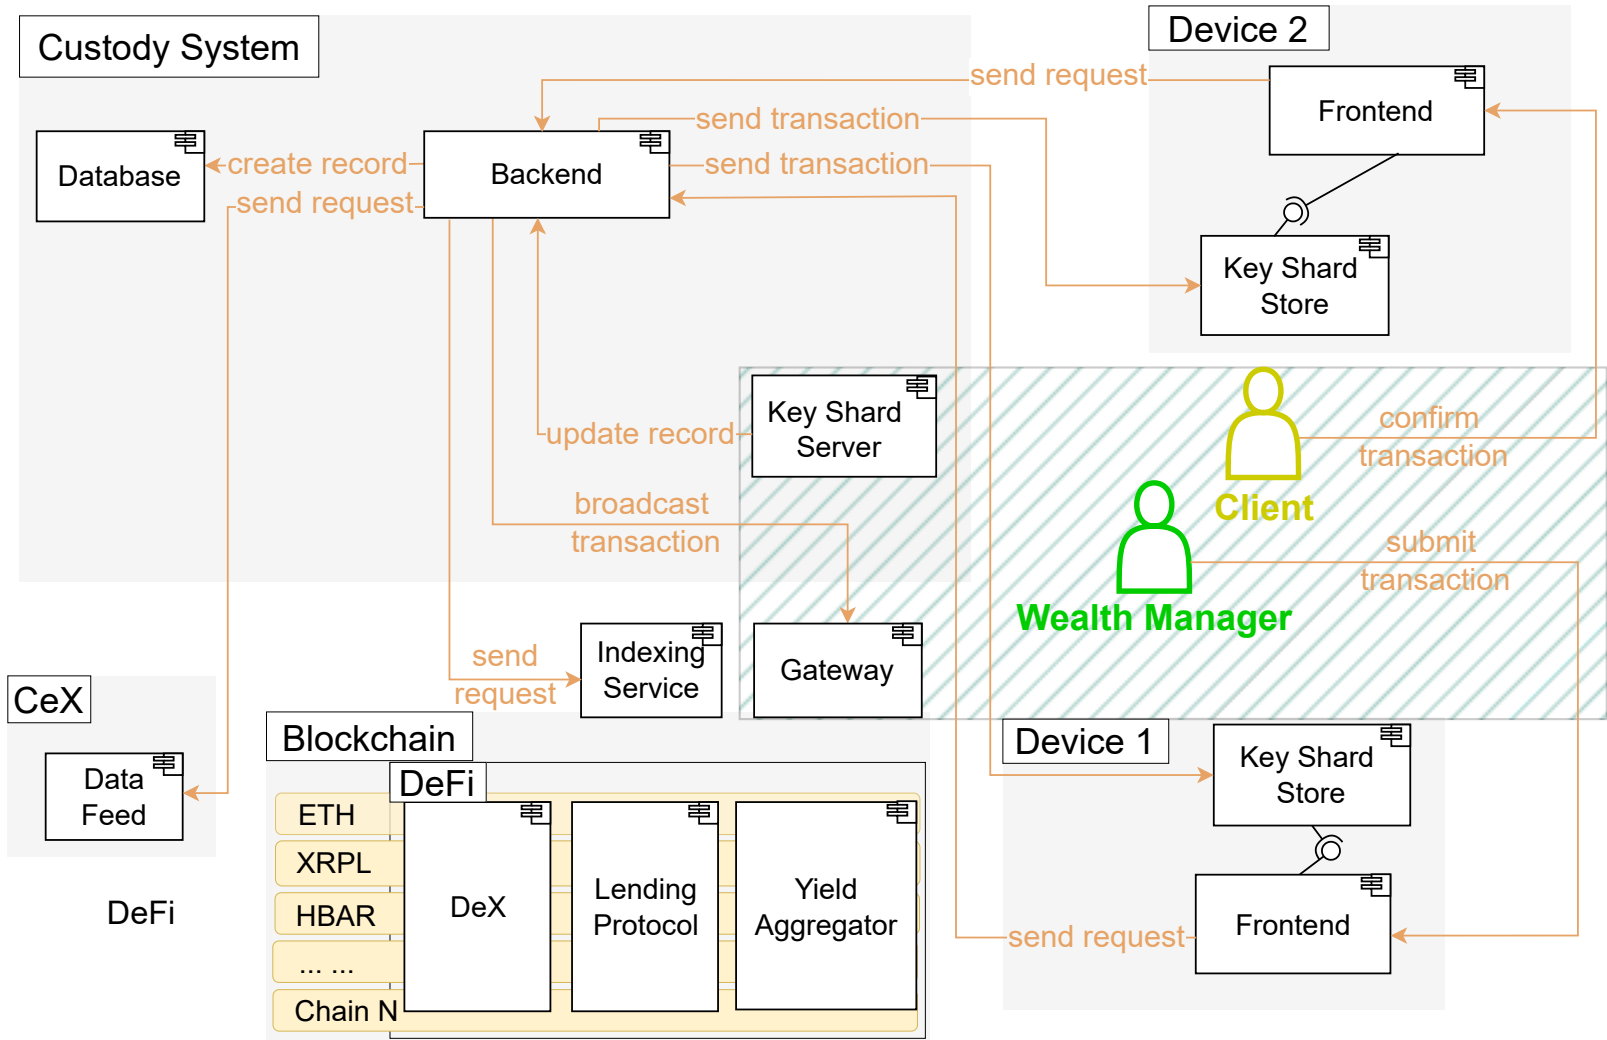 Custody System
Device 2
send request
Frontend
send transaction
Database
create record
Backend
send transaction
send request
Key Shard
Store
Key Shard
Server
update record
confirm
transaction
Client
broadcast
transaction
submit
transaction
Wealth Manager
send
request
Indexing
Service
Gateway
CeX
Data
Feed
Blockchain
DeFi
Device 1
Key Shard
Store
ETH
XRPL
HBAR
... ...
Chain N
DeX
Lending
Protocol
Yield
Aggregator
DeFi
send request
Frontend